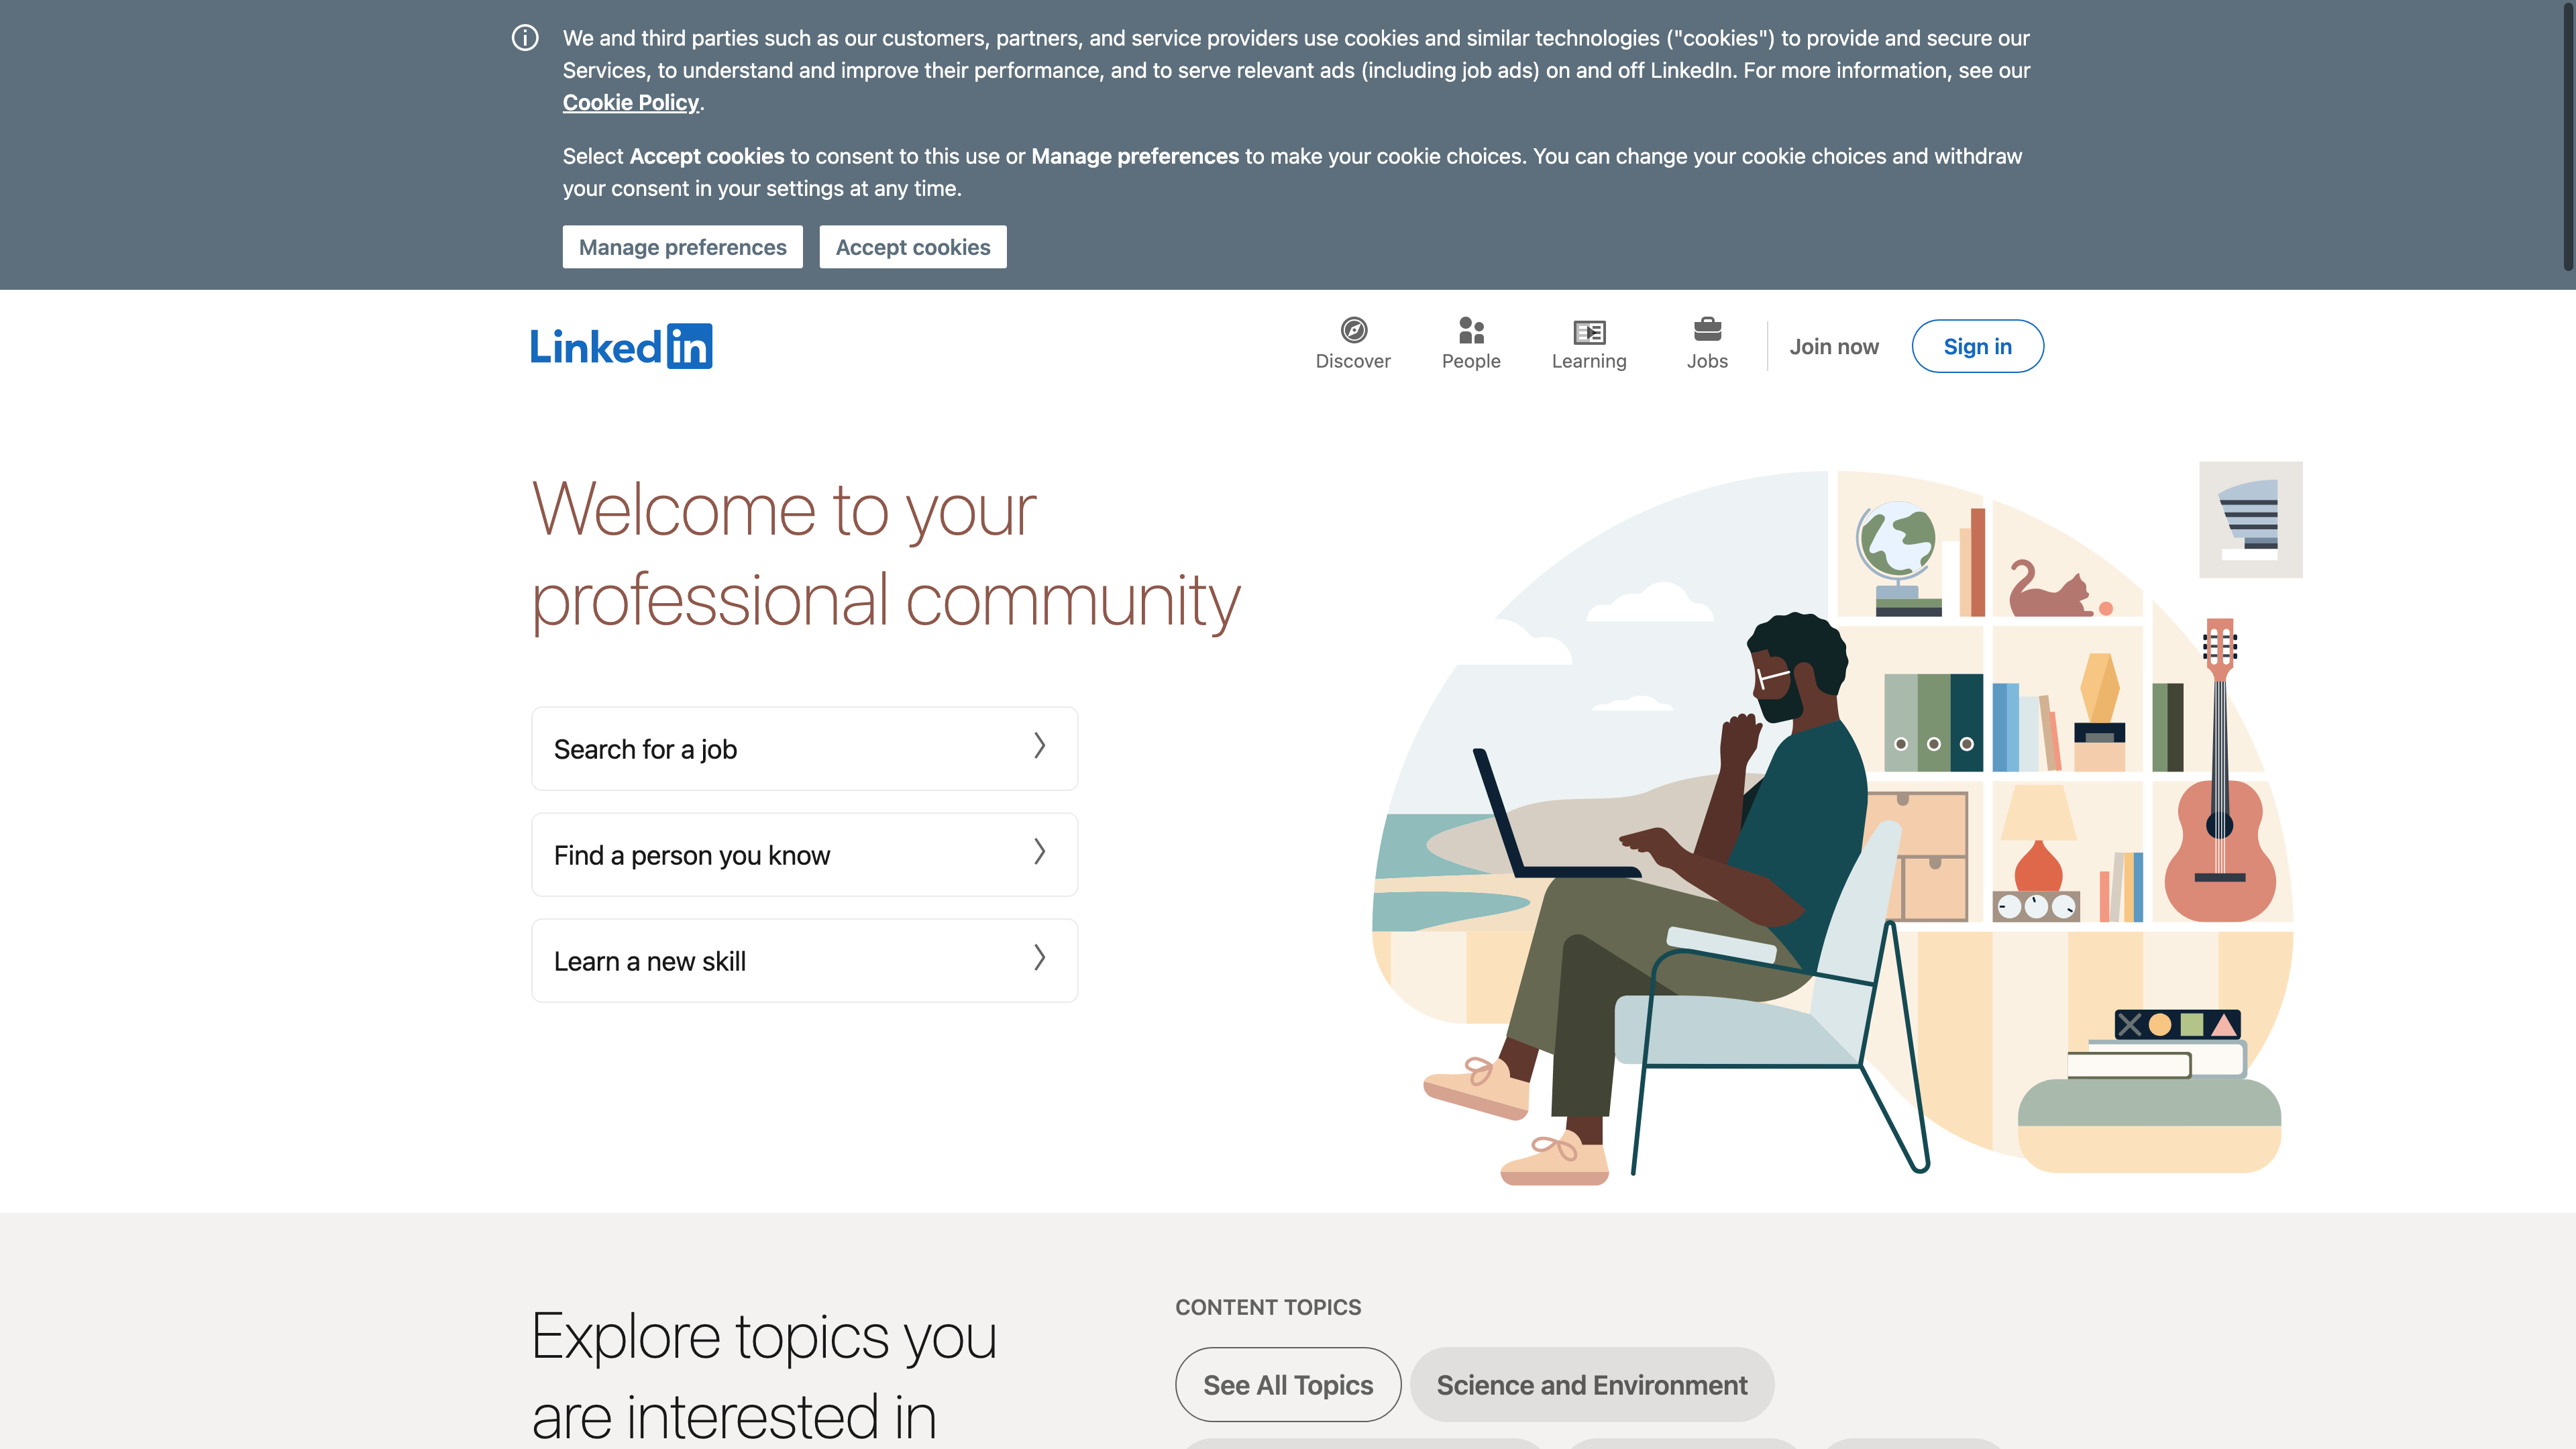 We and third parties such as our customers, partners, and service providers use cookies and similar technologies ("cookies") to provide and secure our
Services, to understand and improve their performance, and to serve relevant ads (including job ads) on and off LinkedIn. For more information, see our
Cookie Policy.
Select Accept cookies to consent to this use or Manage preferences to make your cookie choices. You can change your cookie choices and withdraw
your consent in your settings at any time.
Manage preferences Accept cookies
Linkedin
Discover People Learning Jobs Join now Sign in
Welcome to your
professional community
Search for a job
Find a person you know
Learn a new skill
Explore topics you
are interested in
CONTENT TOPICS
See All Topics Science and Environment